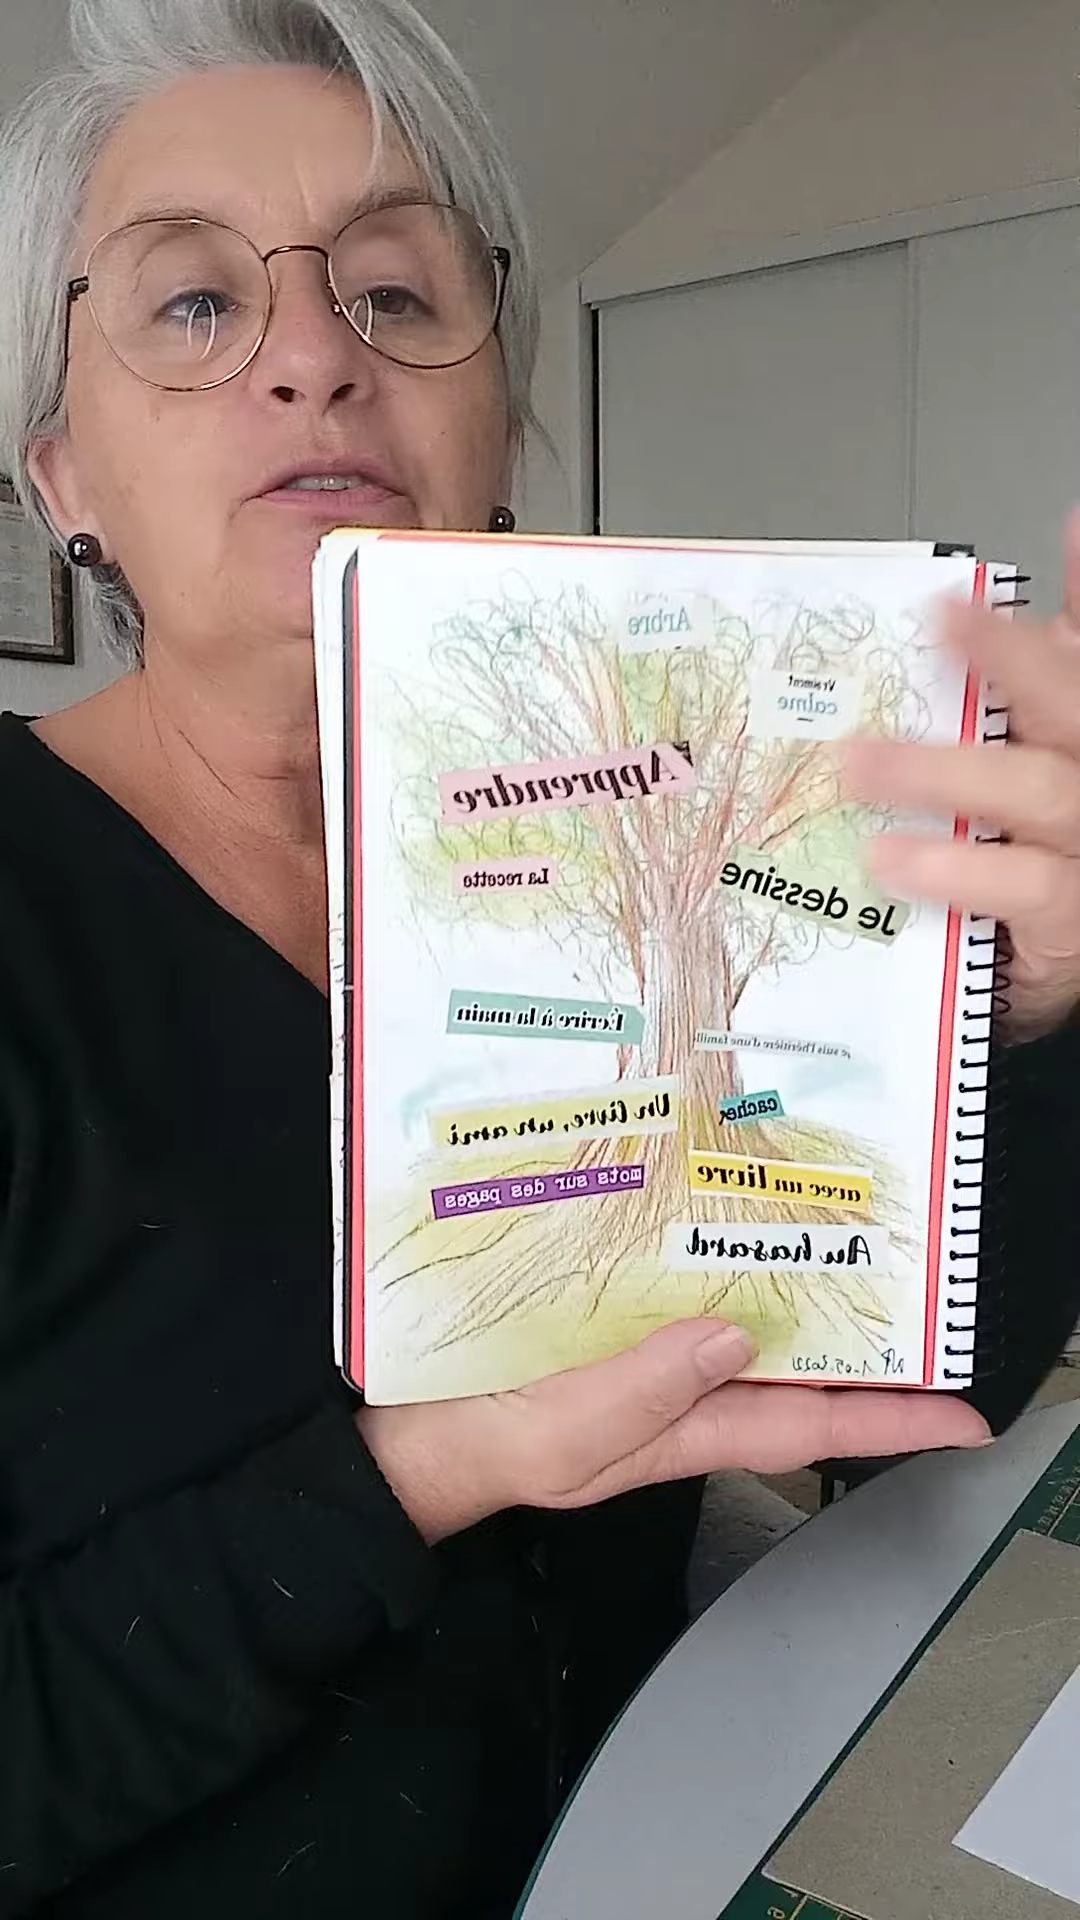 Arbre
Vraiment
calme
Apprendre
Je dessine
La recette
Écrire à la main
je suis l'héritière d'une famill
cacher
Un livre, un ami
avec un livre
mots sur des pages
Au hasard